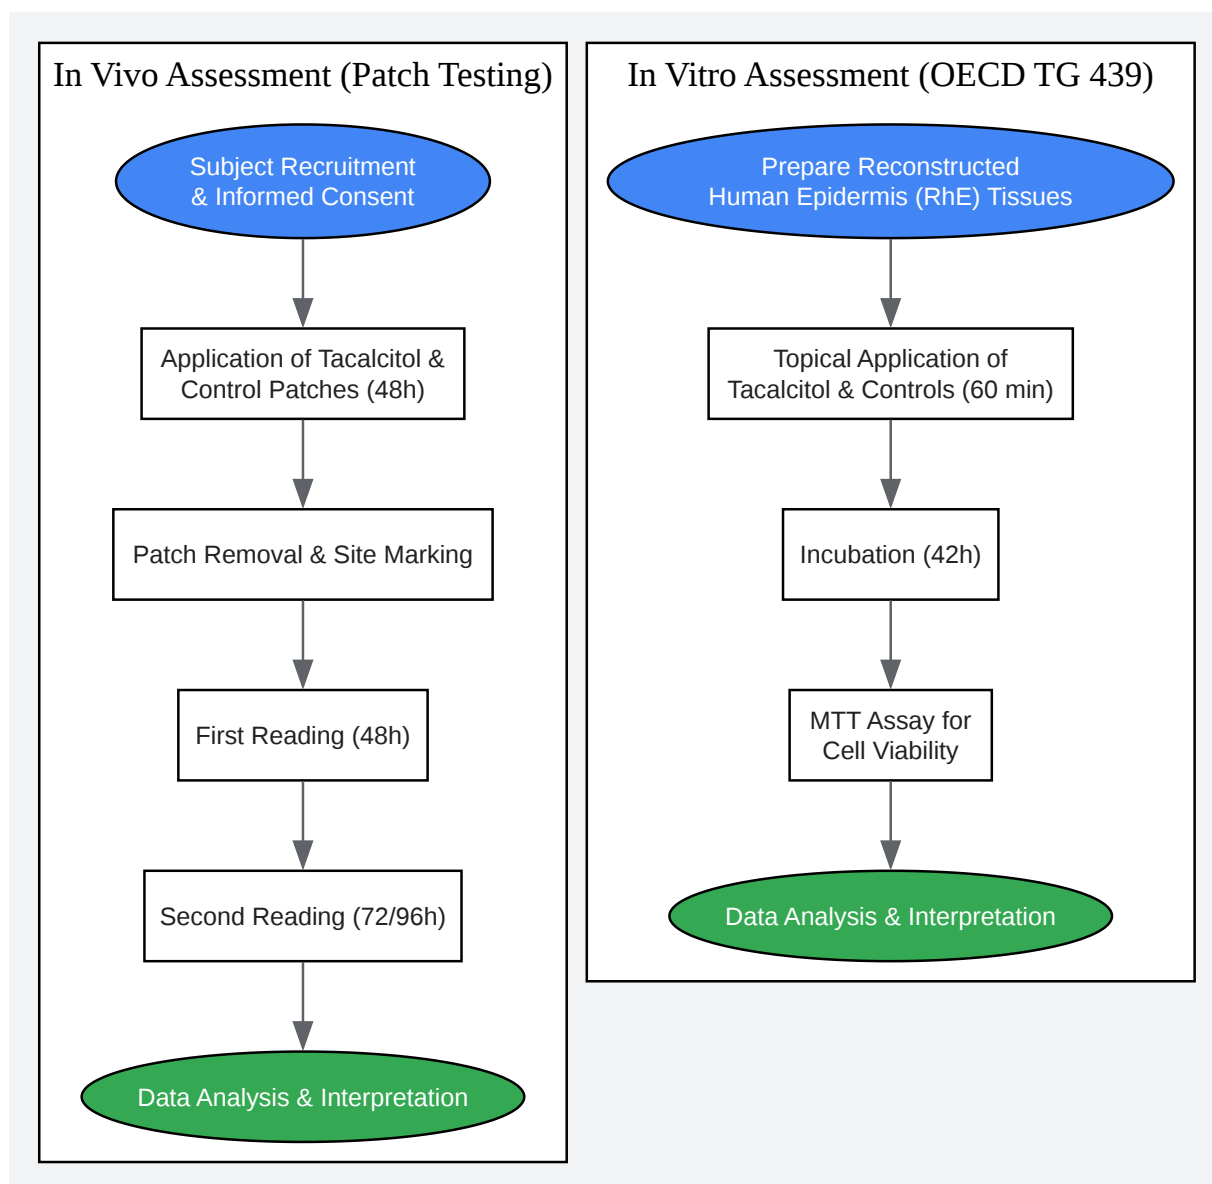 In Vivo Assessment (Patch Testing)
Subject Recruitment
& Informed Consent
Application of Tacalcitol &
Control Patches (48h)
Patch Removal & Site Marking
First Reading (48h)
Second Reading (72/96h)
Data Analysis & Interpretation
In Vitro Assessment (OECD TG 439)
Prepare Reconstructed
Human Epidermis (RhE) Tissues
Topical Application of
Tacalcitol & Controls (60 min)
Incubation (42h)
MTT Assay for
Cell Viability
Data Analysis & Interpretation